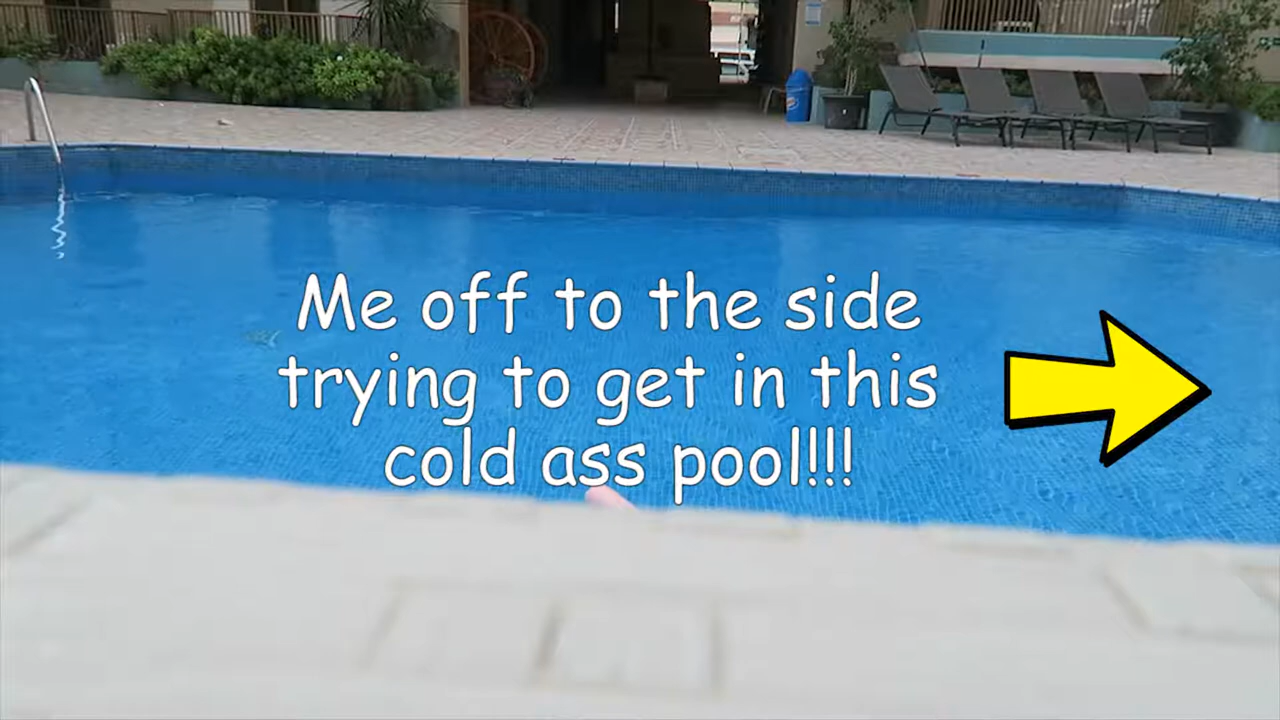 Me off to the side
trying to get in this
cold ass pool!!!